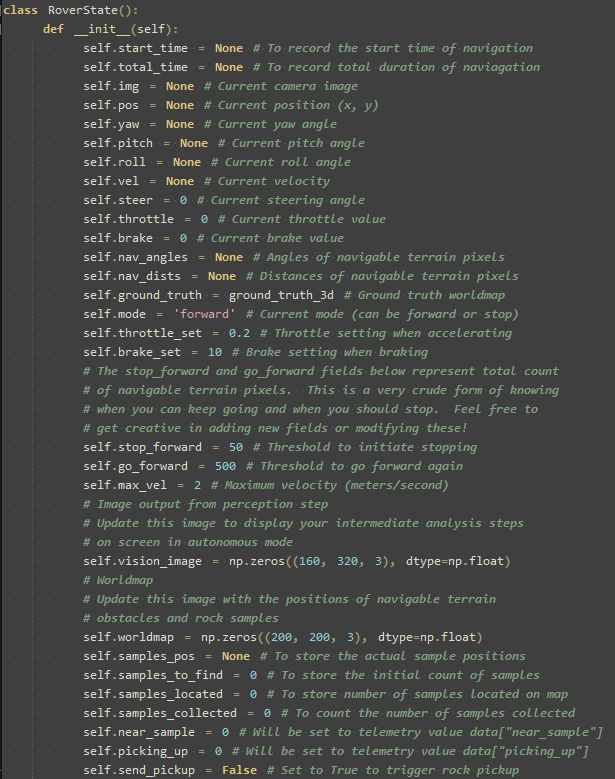 class RoverState():
def __init__(self):
self.start_time = None # To record the start time of navigation
self.total_time = None # To record total duration of naviagation
self.img = None # Current camera image
self.pos = None # Current position (x, y)
self.yaw = None # Current yaw angle
self.pitch = None # Current pitch angle
self.roll = None # Current roll angle
self.vel = None # Current velocity
self.steer = 0 # Current steering angle
self.throttle = 0 # Current throttle value
self.brake = 0 # Current brake value
self.nav_angles = None # Angles of navigable terrain pixels
self.nav_dists = None # Distances of navigable terrain pixels
self.ground_truth = ground_truth_3d # Ground truth worldmap
self.mode = 'forward' # Current mode (can be forward or stop)
self.throttle_set = 0.2 # Throttle setting when accelerating
self.brake_set = 10 # Brake setting when braking
# The stop_forward and go_forward fields below represent total count
# of navigable terrain pixels.  This is a very crude form of knowing
# when you can keep going and when you should stop.  Feel free to
# get creative in adding new fields or modifying these!
self.stop_forward = 50 # Threshold to initiate stopping
self.go_forward = 500 # Threshold to go forward again
self.max_vel = 2 # Maximum velocity (meters/second)
# Image output from perception step
# Update this image to display your intermediate analysis steps
# on screen in autonomous mode
self.vision_image = np.zeros((160, 320, 3), dtype=np.float)
# Worldmap
# Update this image with the positions of navigable terrain
# obstacles and rock samples
self.worldmap = np.zeros((200, 200, 3), dtype=np.float)
self.samples_pos = None # To store the actual sample positions
self.samples_to_find = 0 # To store the initial count of samples
self.samples_located = 0 # To store number of samples located on map
self.samples_collected = 0 # To count the number of samples collected
self.near_sample = 0 # Will be set to telemetry value data["near_sample"]
self.picking_up = 0 # Will be set to telemetry value data["picking_up"]
self.send_pickup = False # Set to True to trigger rock pickup